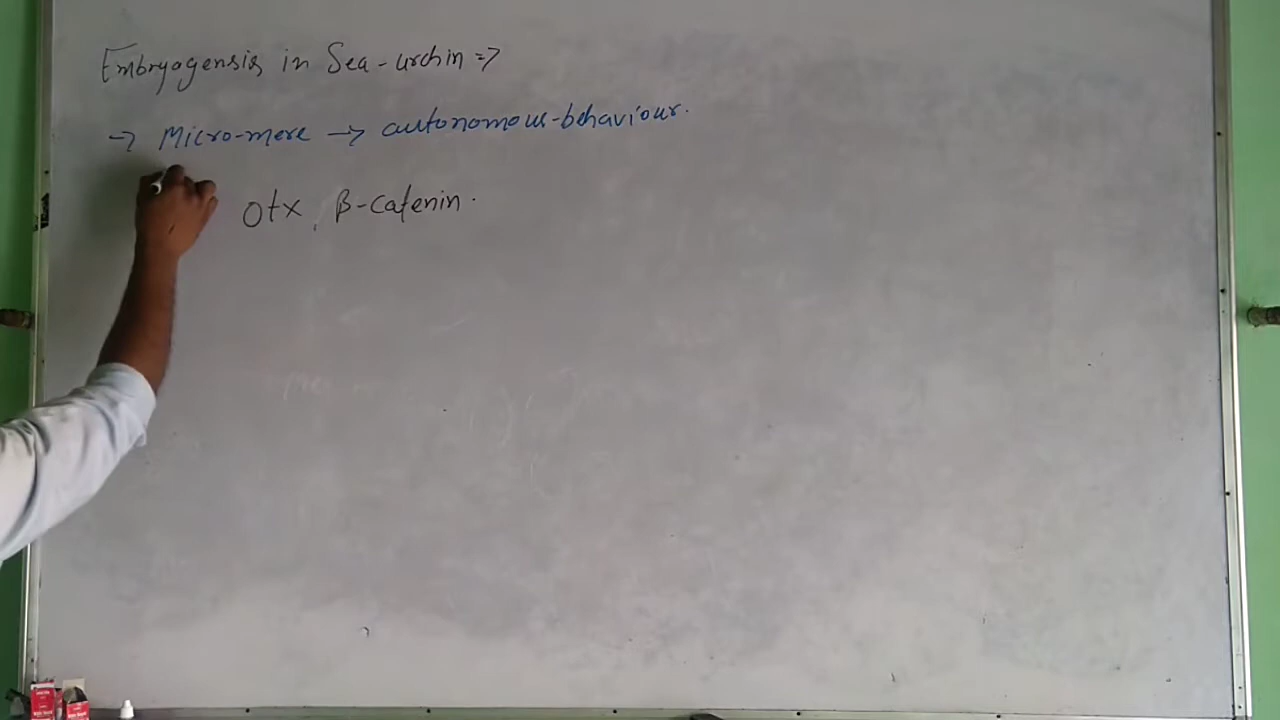 Embryogensis in Sea-urchin =>
-> Micro-mere -> autonomous-behaviour.
Otx, β-catenin.